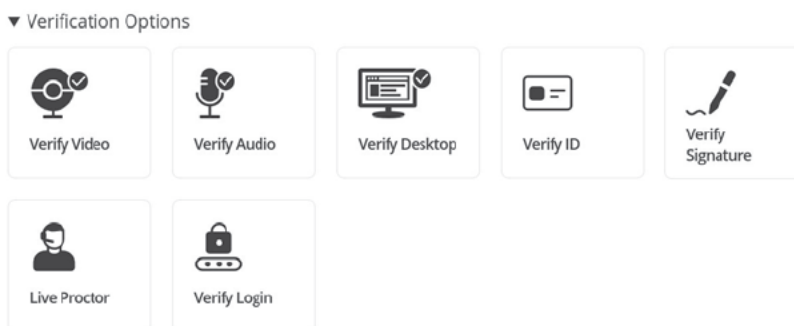 Verification Options
Verify Video
Verify Audio
Verify Desktop
Verify ID
Verify
Signature
Live Proctor
Verify Login